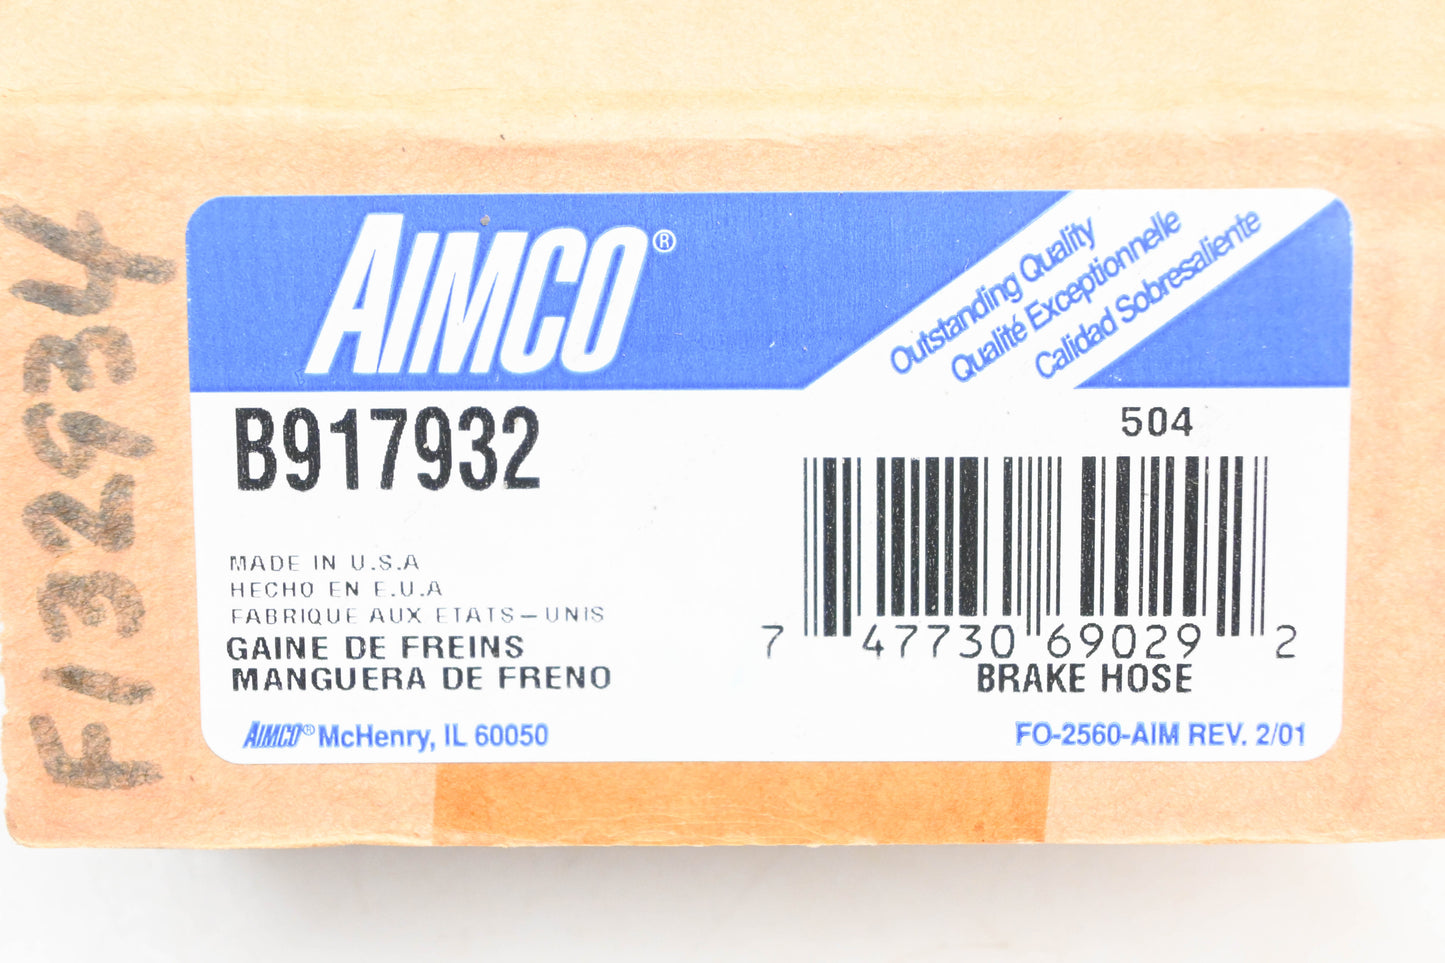 AIMCO®
Outstanding Quality
Qualité Exceptionnelle
Calidad Sobresaliente
B917932
504
MADE IN U.S.A
HECHO EN E.U.A
FABRIQUE AUX ETATS-UNIS
GAINE DE FREINS
MANGUERA DE FRENO
7 47730 69029 2
BRAKE HOSE
AIMCO® McHenry, IL 60050
FO-2560-AIM REV. 2/01
F132934